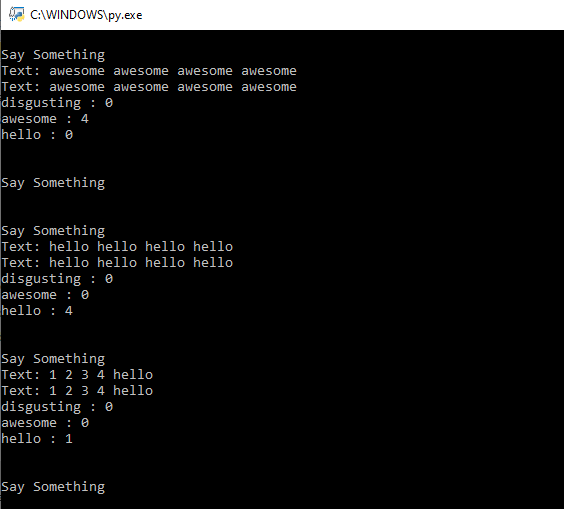 C:\WINDOWS\py.exe
Say Something
Text: awesome awesome awesome awesome
Text: awesome awesome awesome awesome
disgusting : 0
awesome : 4
hello : 0
Say Something
Say Something
Text: hello hello hello hello
Text: hello hello hello hello
disgusting : 0
awesome : 0
hello : 4
Say Something
Text: 1 2 3 4 hello
Text: 1 2 3 4 hello
disgusting : 0
awesome : 0
hello : 1
Say Something